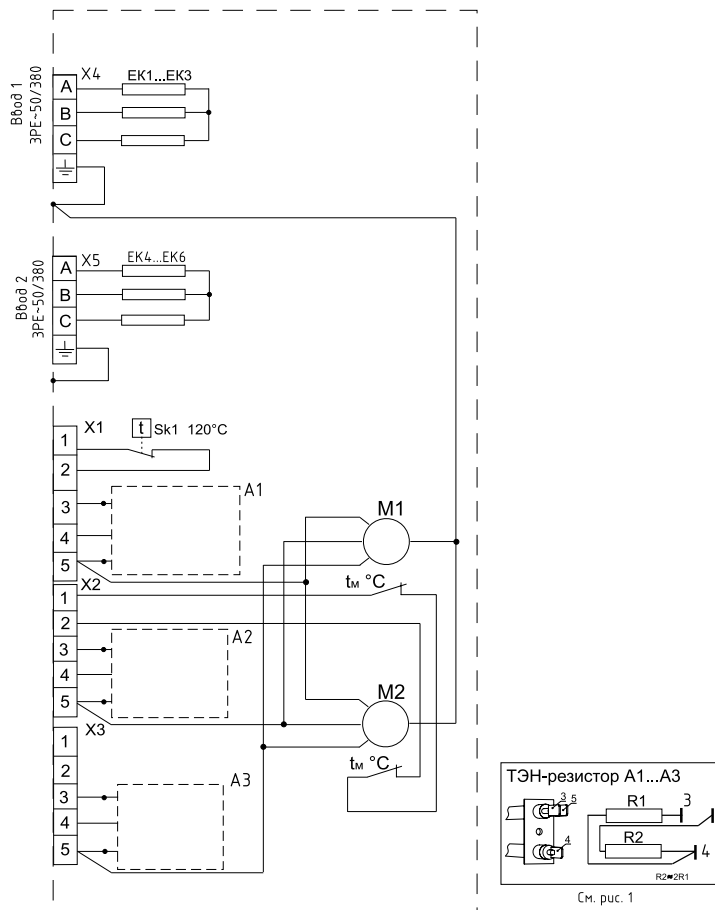 X4
EK1...EK3
Ввод 1
3PE~50/380
A
B
C
X5
EK4...EK6
Ввод 2
3PE~50/380
A
B
C
X1
t Sk1 120°C
1
2
3
4
5
A1
M1
X2
tм °C
1
2
3
4
5
A2
M2
X3
tм °C
1
2
3
4
5
A3
ТЭН-резистор A1...A3
3
5
4
R1
3
R2
4
R2≈2R1
См. рис. 1